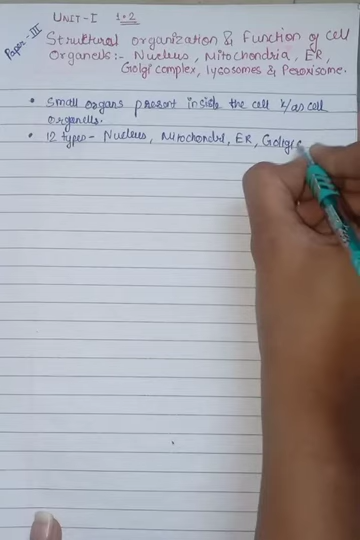 UNIT-I 1.2
Paper-III
Structural organization & Function of cell
Organells:- Nucleus, Mitochondria, ER,
Golgi complex, lycosomes & Peroxisome.
• Small organs present inside the cell k/as cell
organells.
• 12 types - Nucleus, Mitochondri, ER, Goligi c